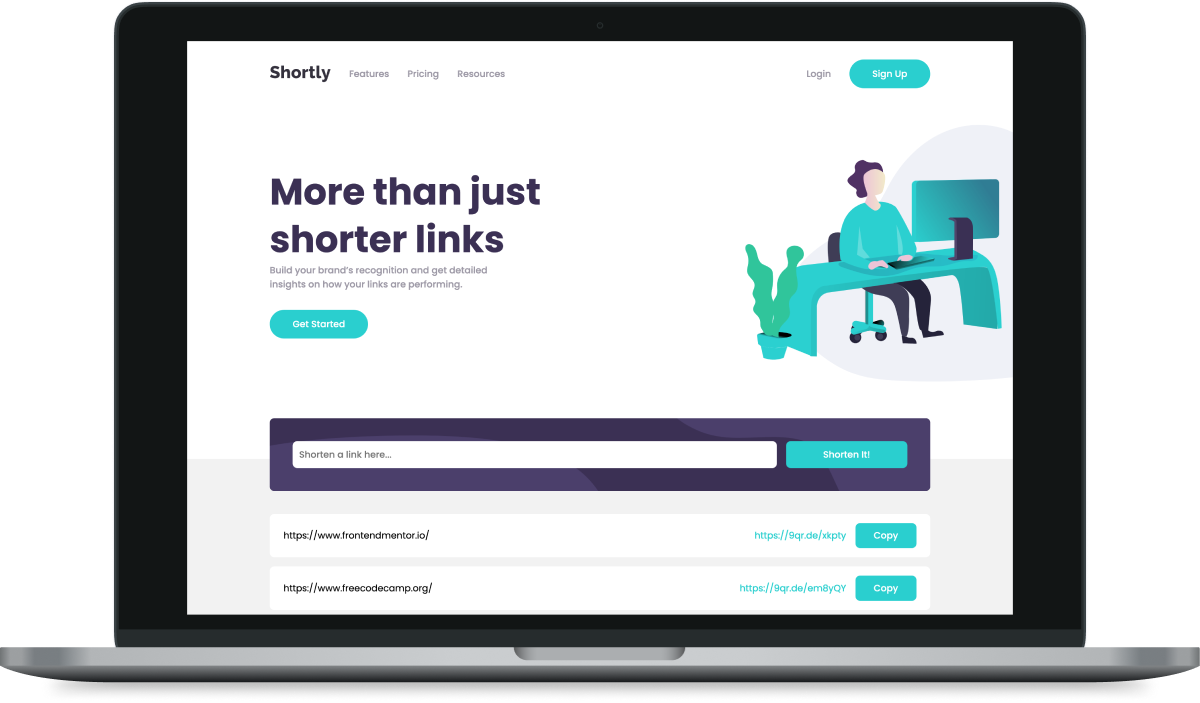 Shortly Features Pricing Resources Login Sign Up
More than just
shorter links
Build your brand's recognition and get detailed
insights on how your links are performing.
Get Started
Shorten a link here... Shorten It!
https://www.frontendmentor.io/ https://9qr.de/xkpty Copy
https://www.freecodecamp.org/ https://9qr.de/em8yQY Copy